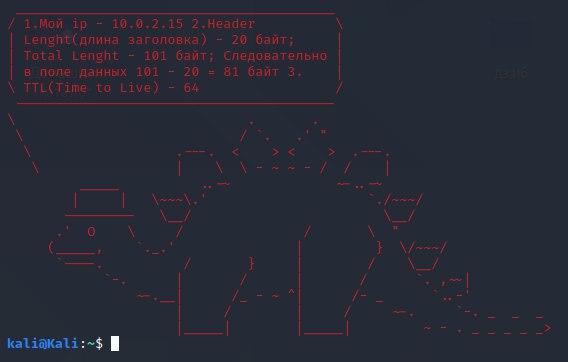 / 1.Мой ip - 10.0.2.15 2.Header \
| Lenght(длина заголовка) - 20 байт; |
| Total Lenght - 101 байт; Следовательно |
| в поле данных 101 - 20 = 81 байт 3. |
\ TTL(Time to Live) - 64 /
kali@Kali:~$